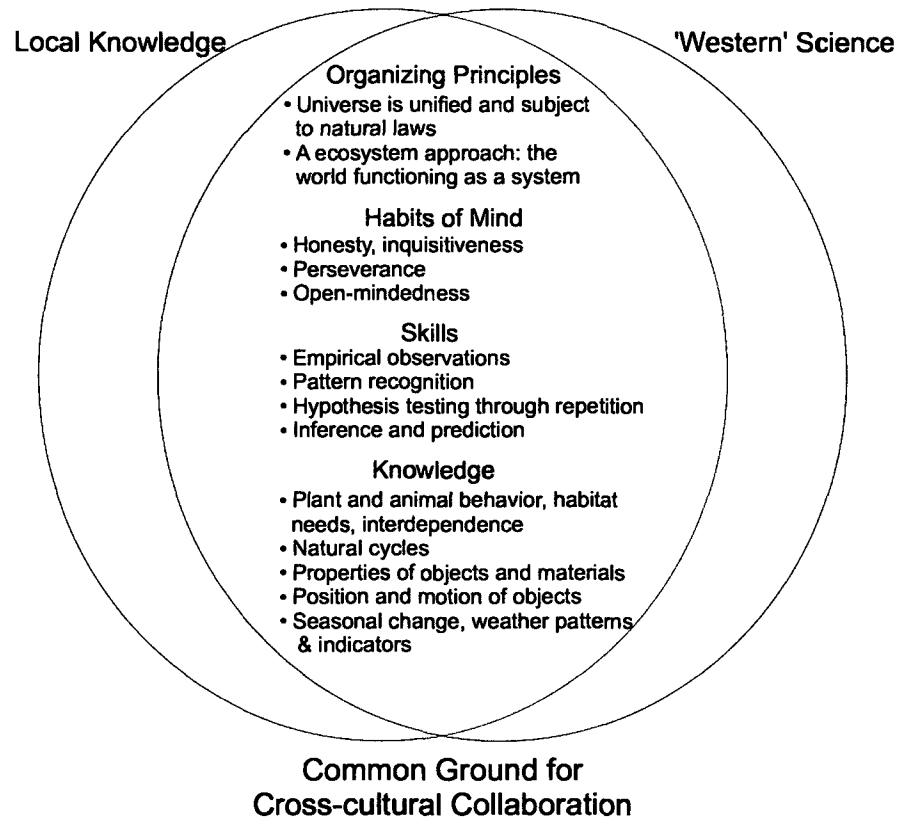 Local Knowledge
'Western' Science
Organizing Principles
• Universe is unified and subject
to natural laws
• A ecosystem approach: the
world functioning as a system
Habits of Mind
• Honesty, inquisitiveness
• Perseverance
• Open-mindedness
Skills
• Empirical observations
• Pattern recognition
• Hypothesis testing through repetition
• Inference and prediction
Knowledge
• Plant and animal behavior, habitat
needs, interdependence
• Natural cycles
• Properties of objects and materials
• Position and motion of objects
• Seasonal change, weather patterns
& indicators
Common Ground for
Cross-cultural Collaboration